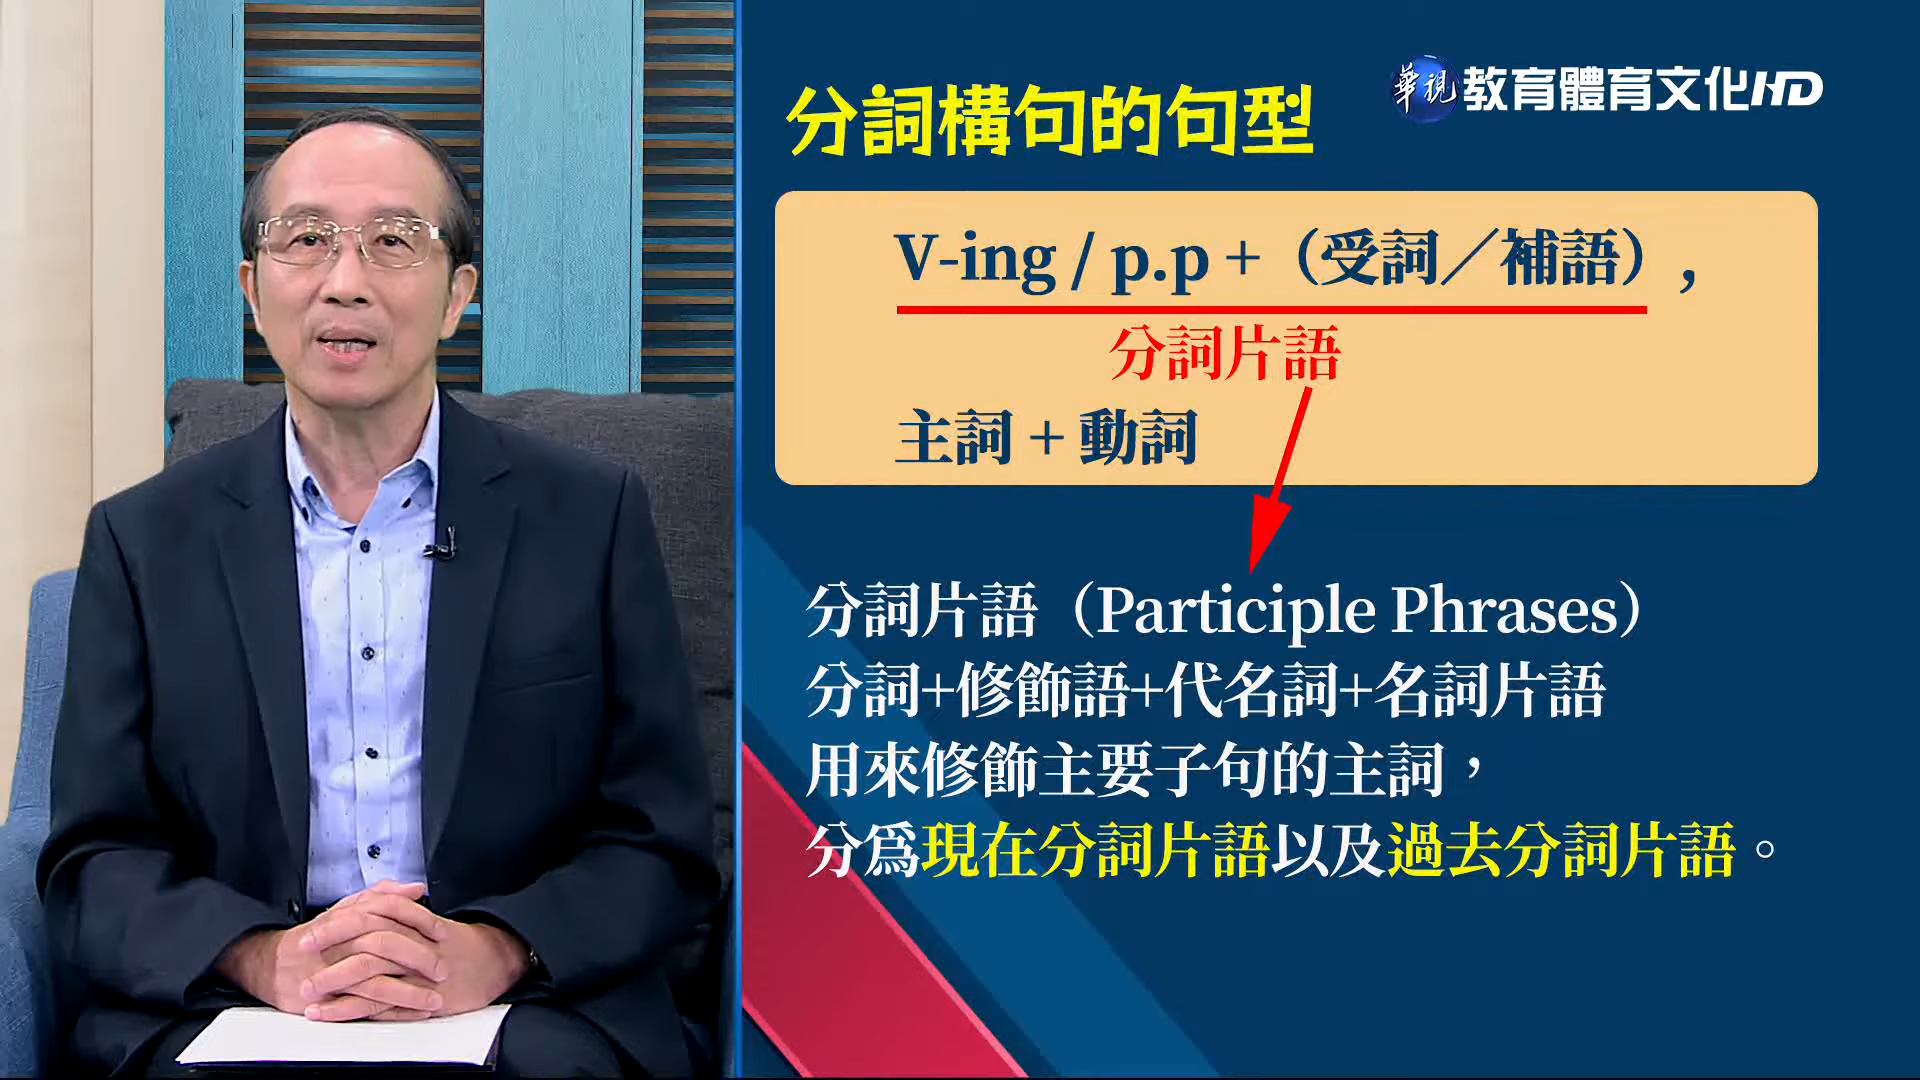 華視 教育體育文化HD
分詞構句的句型
V-ing / p.p +（受詞／補語），
分詞片語
主詞 + 動詞
分詞片語（Participle Phrases）
分詞+修飾語+代名詞+名詞片語
用來修飾主要子句的主詞，
分為現在分詞片語以及過去分詞片語。